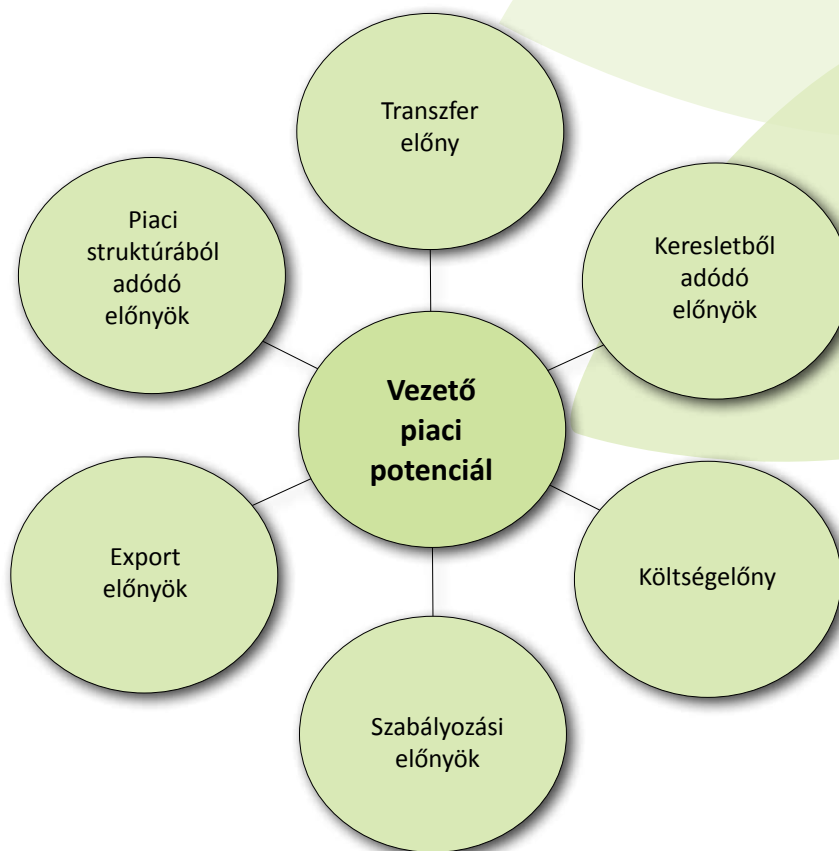 Transzfer
előny
Piaci
struktúrából
adódó
előnyök
Keresletből
adódó
előnyök
Vezető
piaci
potenciál
Export
előnyök
Költségelőny
Szabályozási
előnyök